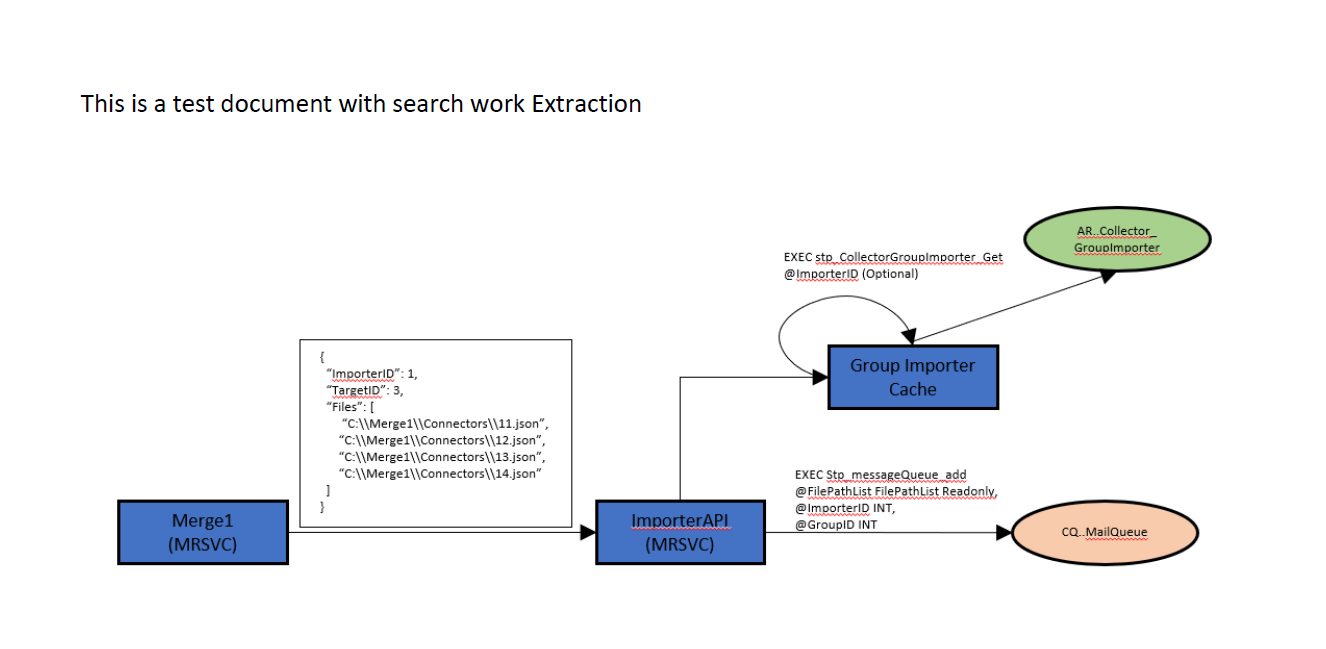 This is a test document with search work Extraction
AR..Collector_
GroupImporter
EXEC stp_CollectorGroupImporter_Get
@ImporterID (Optional)
Group Importer
Cache
{
“ImporterID”: 1,
“TargetID”: 3,
“Files”: [
“C:\\Merge1\\Connectors\\11.json”,
“C:\\Merge1\\Connectors\\12.json”,
“C:\\Merge1\\Connectors\\13.json”,
“C:\\Merge1\\Connectors\\14.json”
]
}
EXEC Stp_messageQueue_add
@FilePathList FilePathList Readonly,
@ImporterID INT,
@GroupID INT
Merge1
(MRSVC)
ImporterAPI
(MRSVC)
CQ..MailQueue